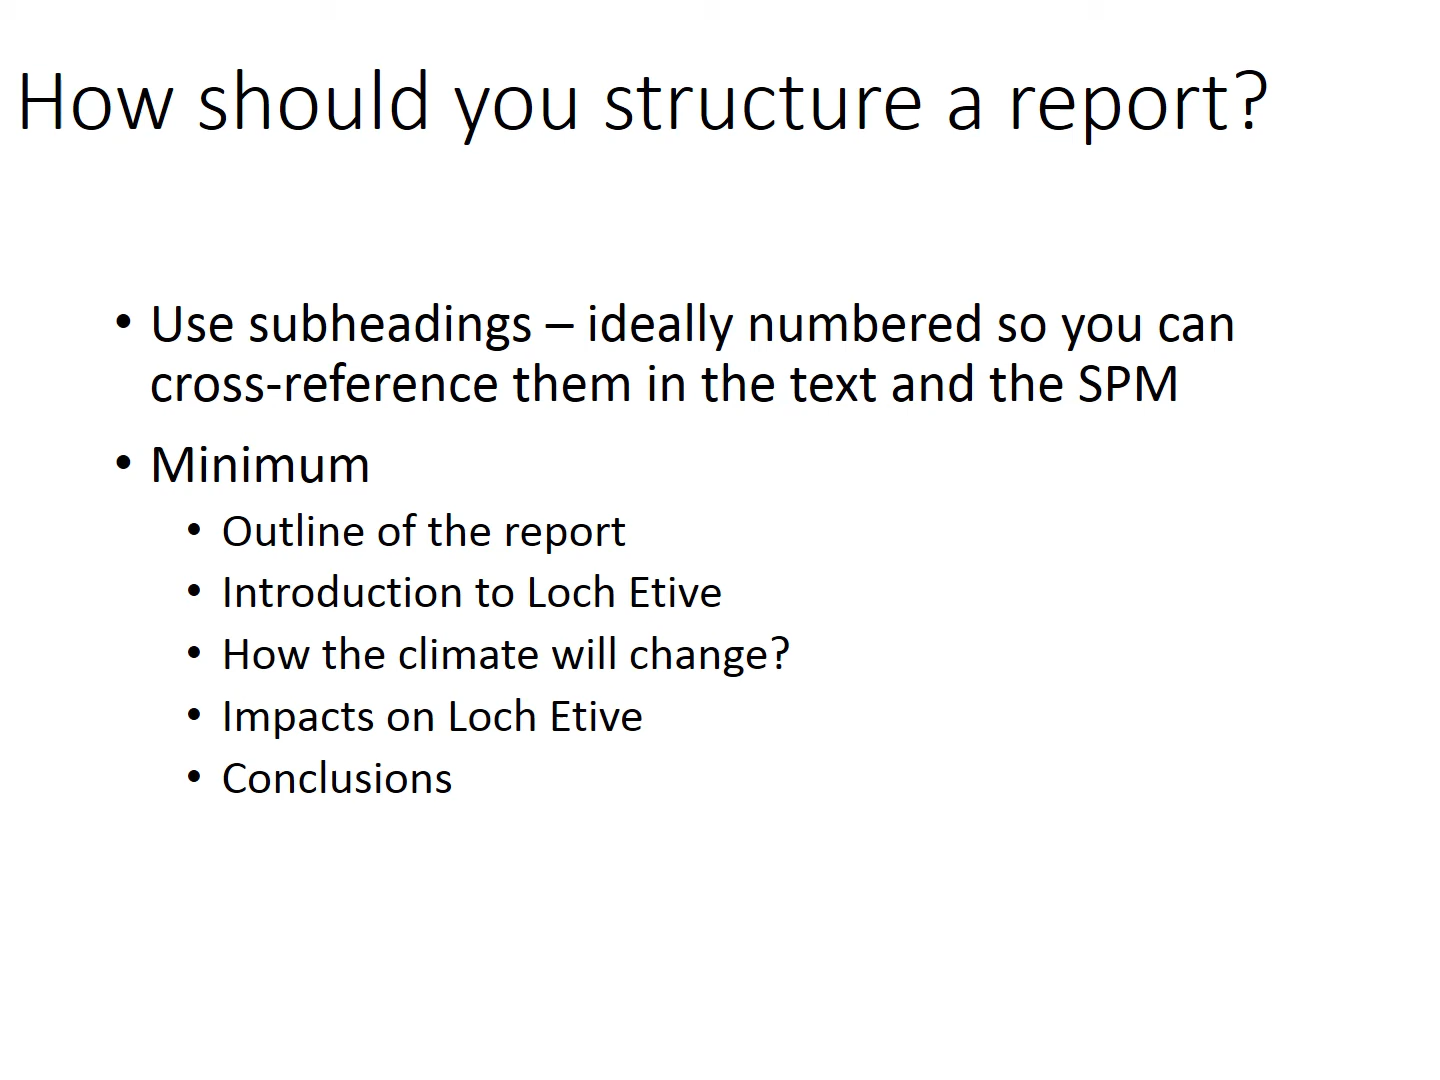 How should you structure a report?
• Use subheadings – ideally numbered so you can
cross-reference them in the text and the SPM
• Minimum
• Outline of the report
• Introduction to Loch Etive
• How the climate will change?
• Impacts on Loch Etive
• Conclusions